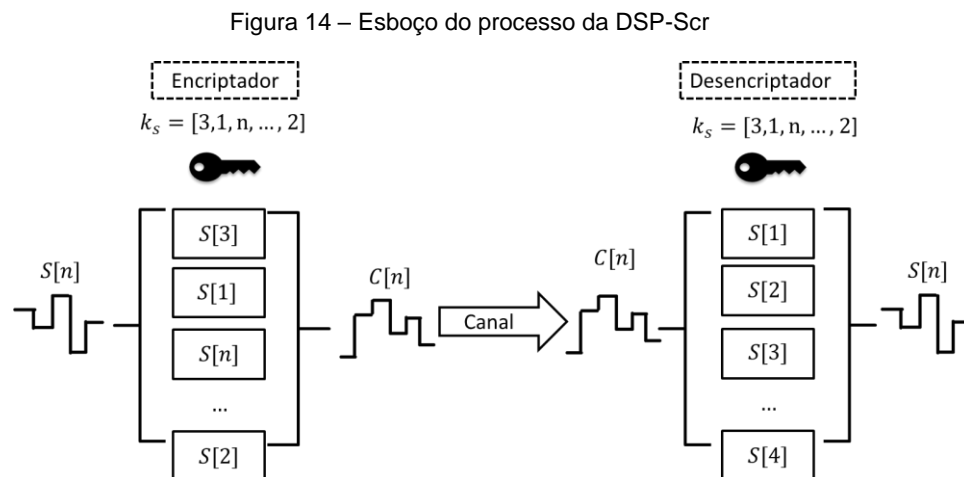 Figura 14 – Esboço do processo da DSP-Scr
Encriptador
Desencriptador
k_s = [3,1, n, … , 2]
k_s = [3,1, n, … , 2]
S[3]
S[1]
S[n]
C[n]
C[n]
S[n]
S[1]
S[2]
Canal
S[n]
S[3]
...
...
S[2]
S[4]